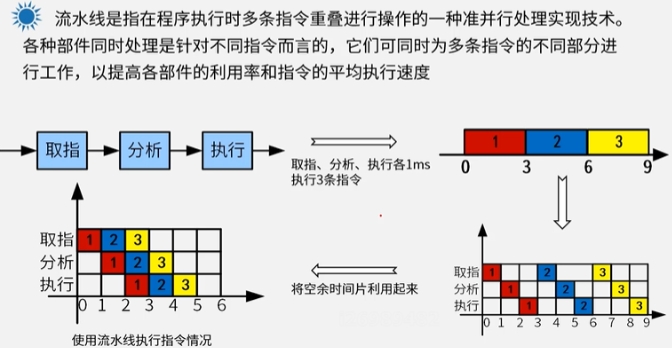 流水线是指在程序执行时多条指令重叠进行操作的一种准并行处理实现技术。
各种部件同时处理是针对不同指令而言的，它们可同时为多条指令的不同部分进
行工作，以提高各部件的利用率和指令的平均执行速度
取指 分析 执行
取指、分析、执行各1ms
执行3条指令
1 2 3
0 3 6 9
取指 1 2 3
分析 1 2 3
执行 1 2 3
0 1 2 3 4 5 6
使用流水线执行指令情况
将空余时间片利用起来
取指 1 2 3
分析 1 2 3
执行 1 2 3
0 1 2 3 4 5 6 7 8 9